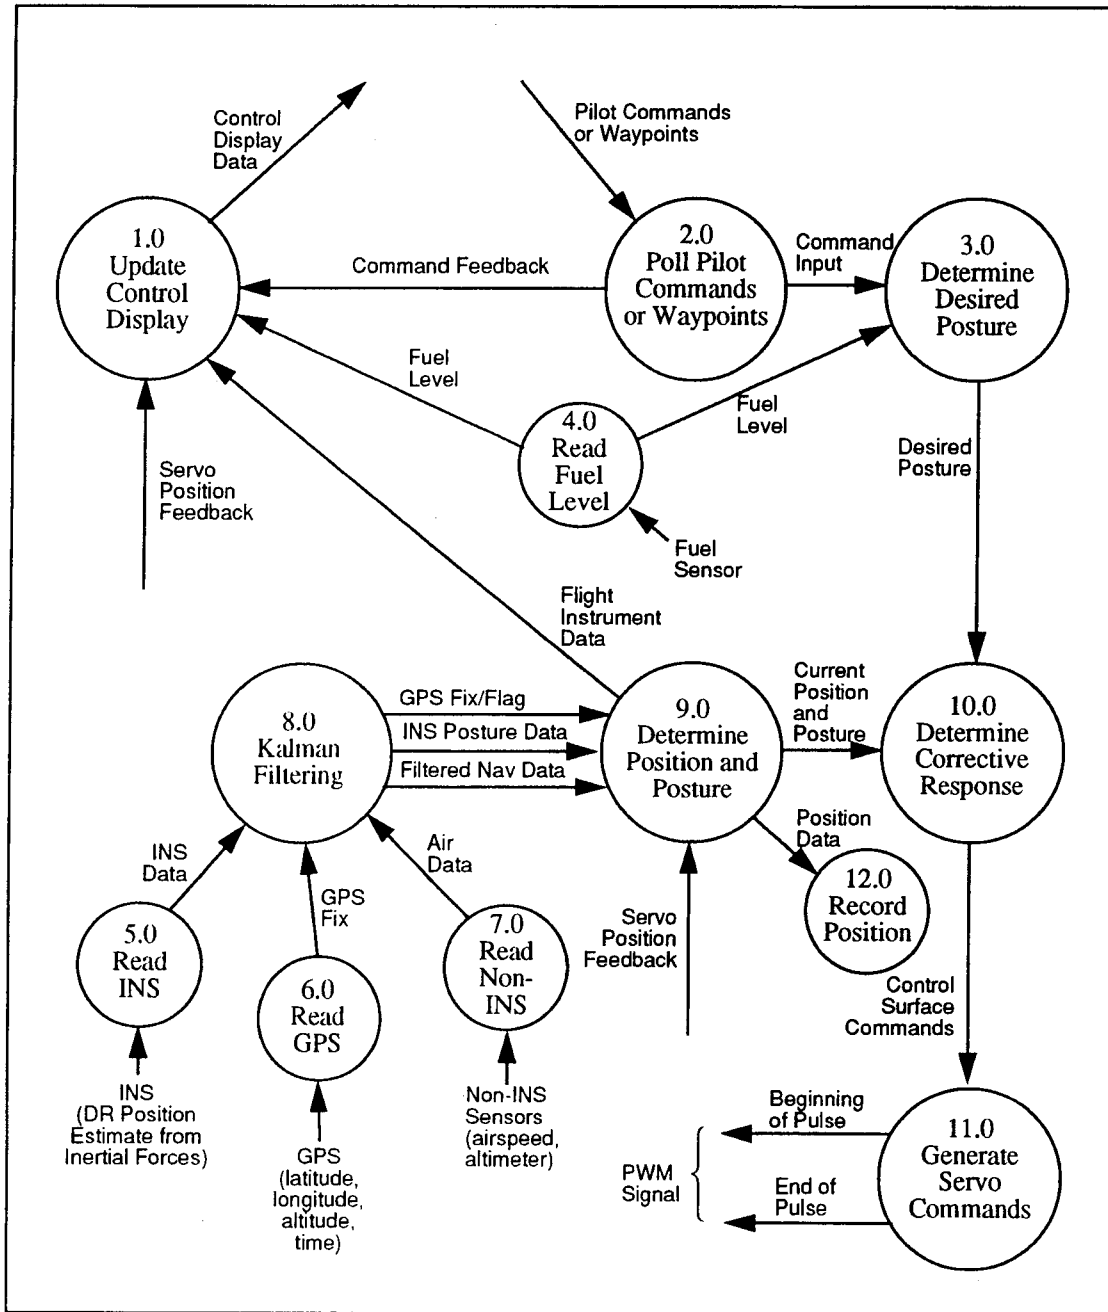 Control
Display
Data
Pilot Commands
or Waypoints
1.0
Update
Control
Display
Command Feedback
2.0
Poll Pilot
Commands
or Waypoints
Command
Input
3.0
Determine
Desired
Posture
Fuel
Level
4.0
Read
Fuel
Level
Fuel
Level
Desired
Posture
Servo
Position
Feedback
Fuel
Sensor
Flight
Instrument
Data
8.0
Kalman
Filtering
GPS Fix/Flag
INS Posture Data
Filtered Nav Data
9.0
Determine
Position and
Posture
Current
Position
and
Posture
10.0
Determine
Corrective
Response
INS
Data
GPS
Fix
Air
Data
Position
Data
12.0
Record
Position
5.0
Read
INS
6.0
Read
GPS
7.0
Read
Non-
INS
Servo
Position
Feedback
Control
Surface
Commands
INS
(DR Position
Estimate from
Inertial Forces)
GPS
(latitude,
longitude,
altitude,
time)
Non-INS
Sensors
(airspeed,
altimeter)
PWM
Signal
Beginning
of Pulse
End of
Pulse
11.0
Generate
Servo
Commands